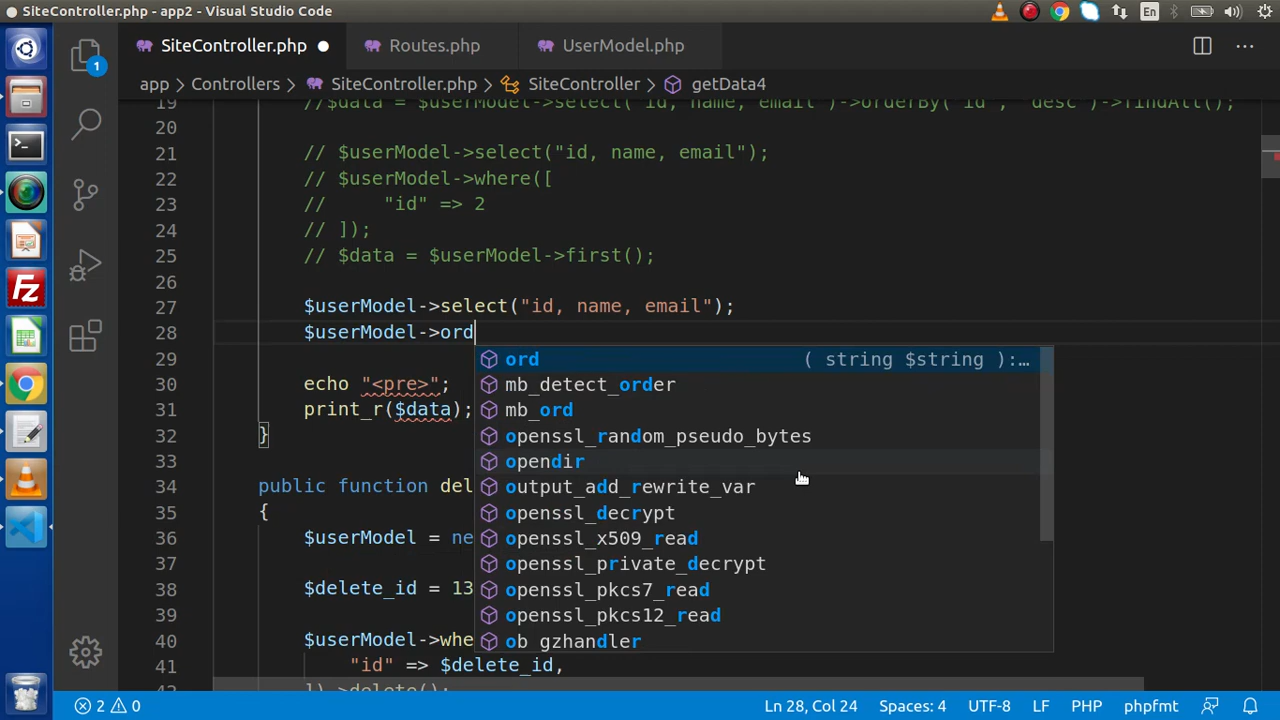 SiteController.php - app2 - Visual Studio Code
En
SiteController.php
Routes.php
UserModel.php
app > Controllers > SiteController.php > SiteController > getData4
1
19 //$data = $userModel->select("id, name, email")->orderBy("id", "desc")->findAll();
20
21 // $userModel->select("id, name, email");
22 // $userModel->where([
23 // "id" => 2
24 // ]);
25 // $data = $userModel->first();
26
27 $userModel->select("id, name, email");
28 $userModel->ord
29
ord ( string $string ):…
mb_detect_order
30 echo "<pre>";
mb_ord
31 print_r($data);
openssl_random_pseudo_bytes
32 }
opendir
33
output_add_rewrite_var
34 public function del
openssl_decrypt
35 {
openssl_x509_read
36 $userModel = ne
openssl_private_decrypt
37
openssl_pkcs7_read
38 $delete_id = 13
openssl_pkcs12_read
39
ob_gzhandler
40 $userModel->whe
41 "id" => $delete_id,
42 ])->delete();
2 0
Ln 28, Col 24
Spaces: 4
UTF-8
LF
PHP
phpfmt